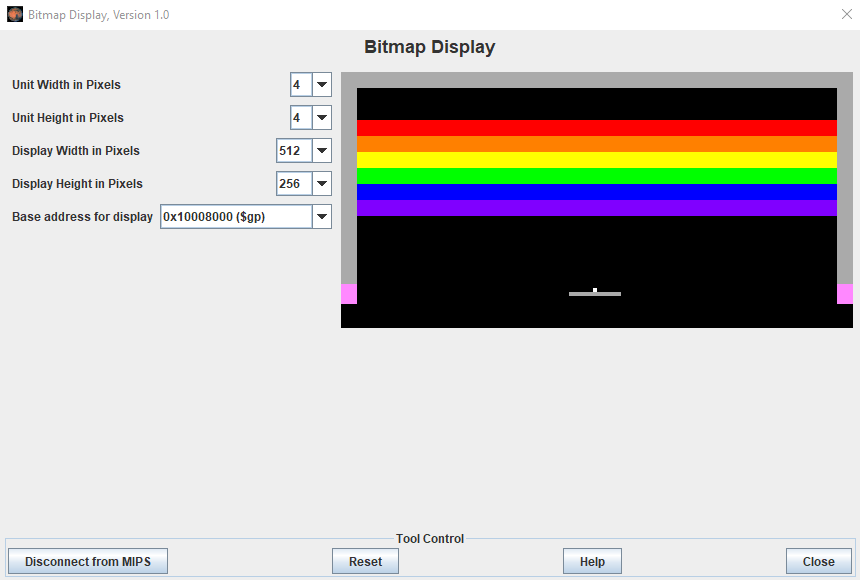 Bitmap Display, Version 1.0
Bitmap Display
Unit Width in Pixels 4
Unit Height in Pixels 4
Display Width in Pixels 512
Display Height in Pixels 256
Base address for display 0x10008000 ($gp)
Tool Control
Disconnect from MIPS Reset Help Close